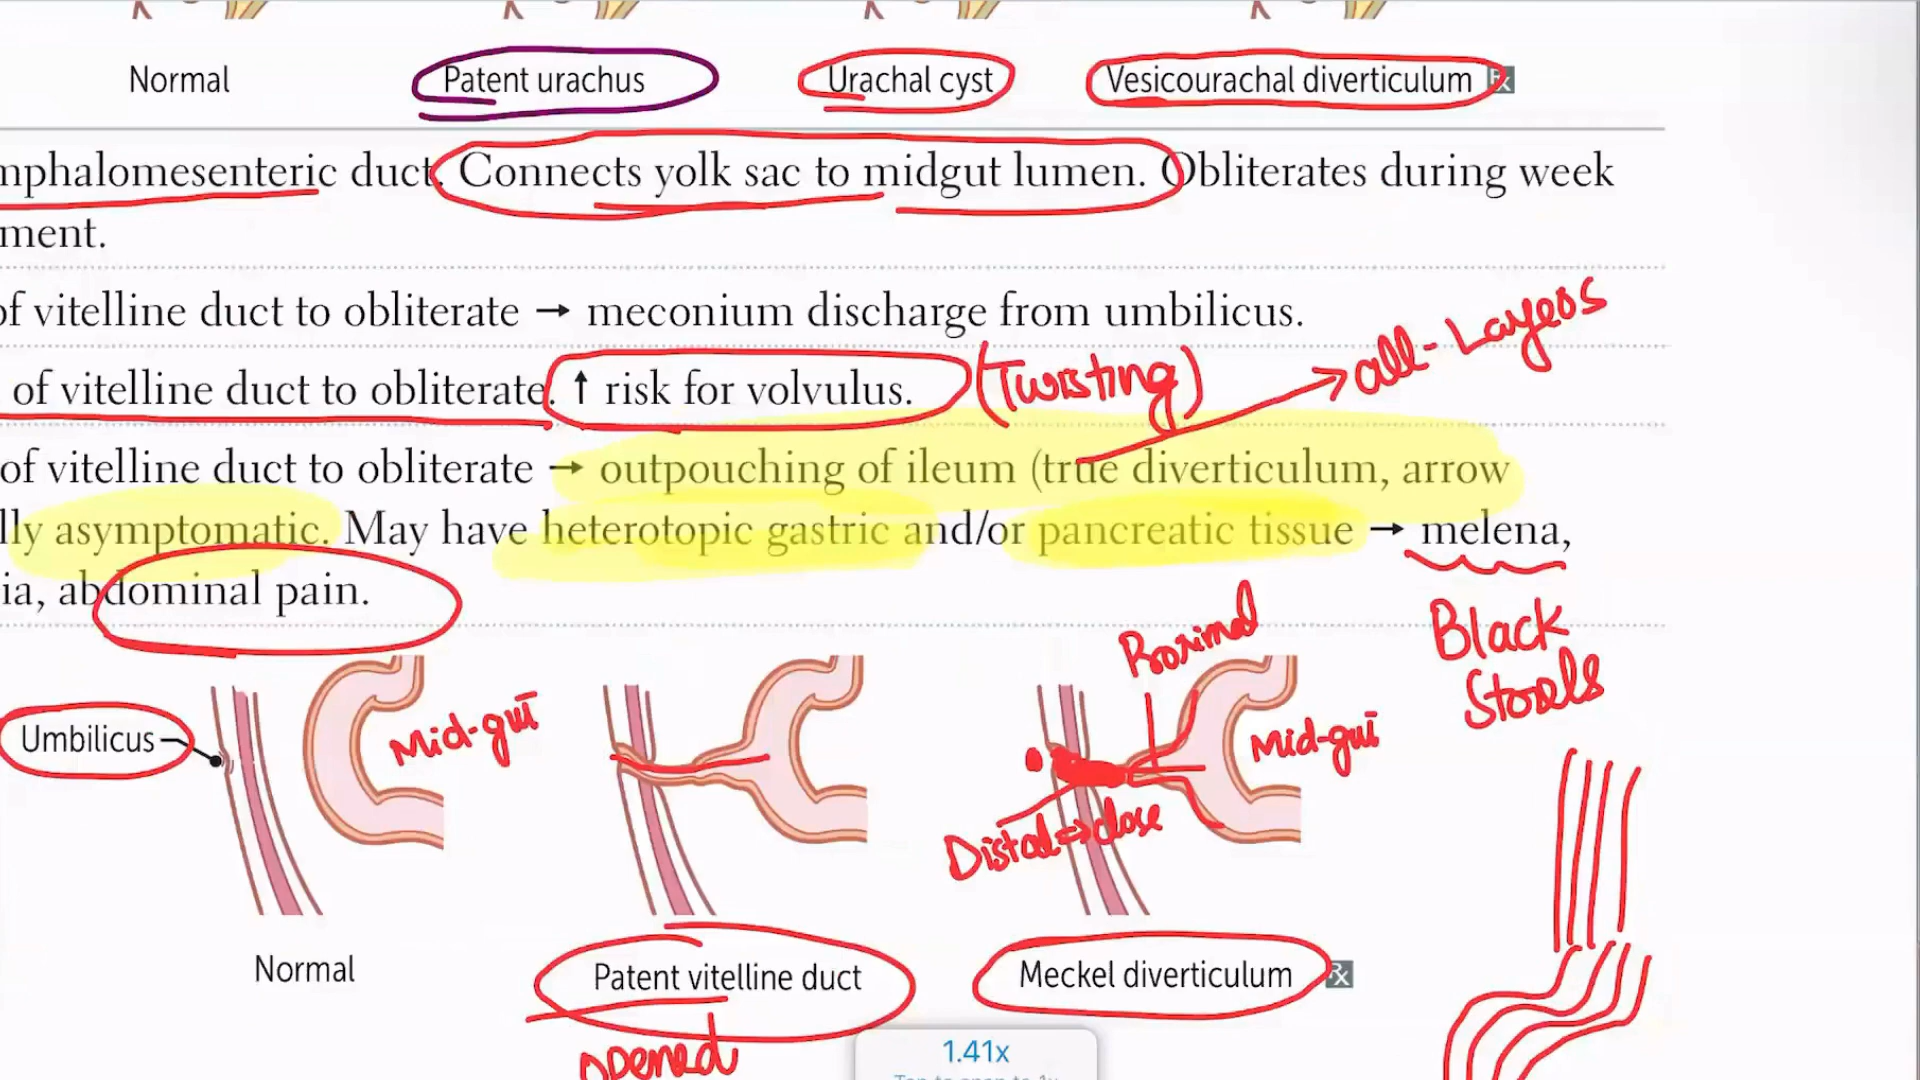 Normal
Patent urachus
Urachal cyst
Vesicourachal diverticulum
Rx
mphalomesenteric duct. Connects yolk sac to midgut lumen. Obliterates during week
ment.
of vitelline duct to obliterate → meconium discharge from umbilicus.
of vitelline duct to obliterate. ↑ risk for volvulus. (Twisting)
all-Layers
of vitelline duct to obliterate → outpouching of ileum (true diverticulum, arrow
lly asymptomatic. May have heterotopic gastric and/or pancreatic tissue → melena,
ia, abdominal pain.
Black
Stools
Proximal
Umbilicus
Mid-gut
Mid-gut
Distal⇒close
Normal
Patent vitelline duct
Meckel diverticulum
Rx
opened
1.41x